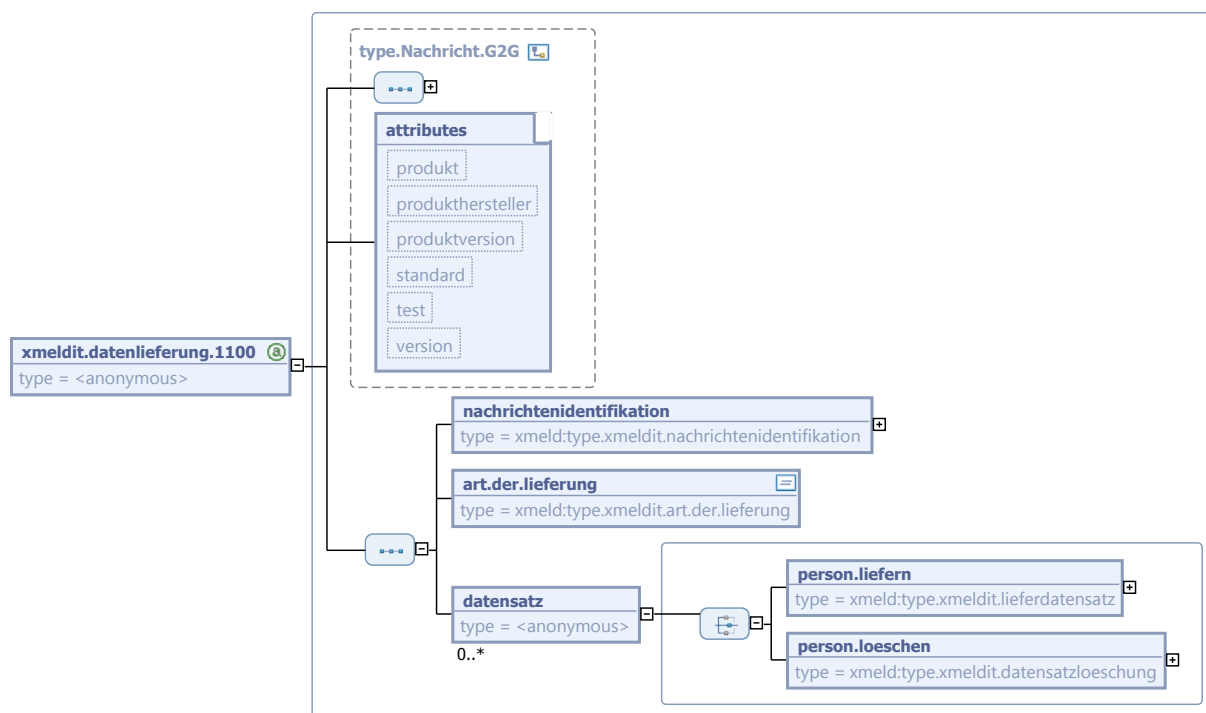 type.Nachricht.G2G
attributes
produkt
produkthersteller
produktversion
standard
test
version
xmeldit.datenlieferung.1100
type = <anonymous>
nachrichtenidentifikation
type = xmeld:type.xmeldit.nachrichtenidentifikation
art.der.lieferung
type = xmeld:type.xmeldit.art.der.lieferung
datensatz
type = <anonymous>
0..*
person.liefern
type = xmeld:type.xmeldit.lieferdatensatz
person.loeschen
type = xmeld:type.xmeldit.datensatzloeschung